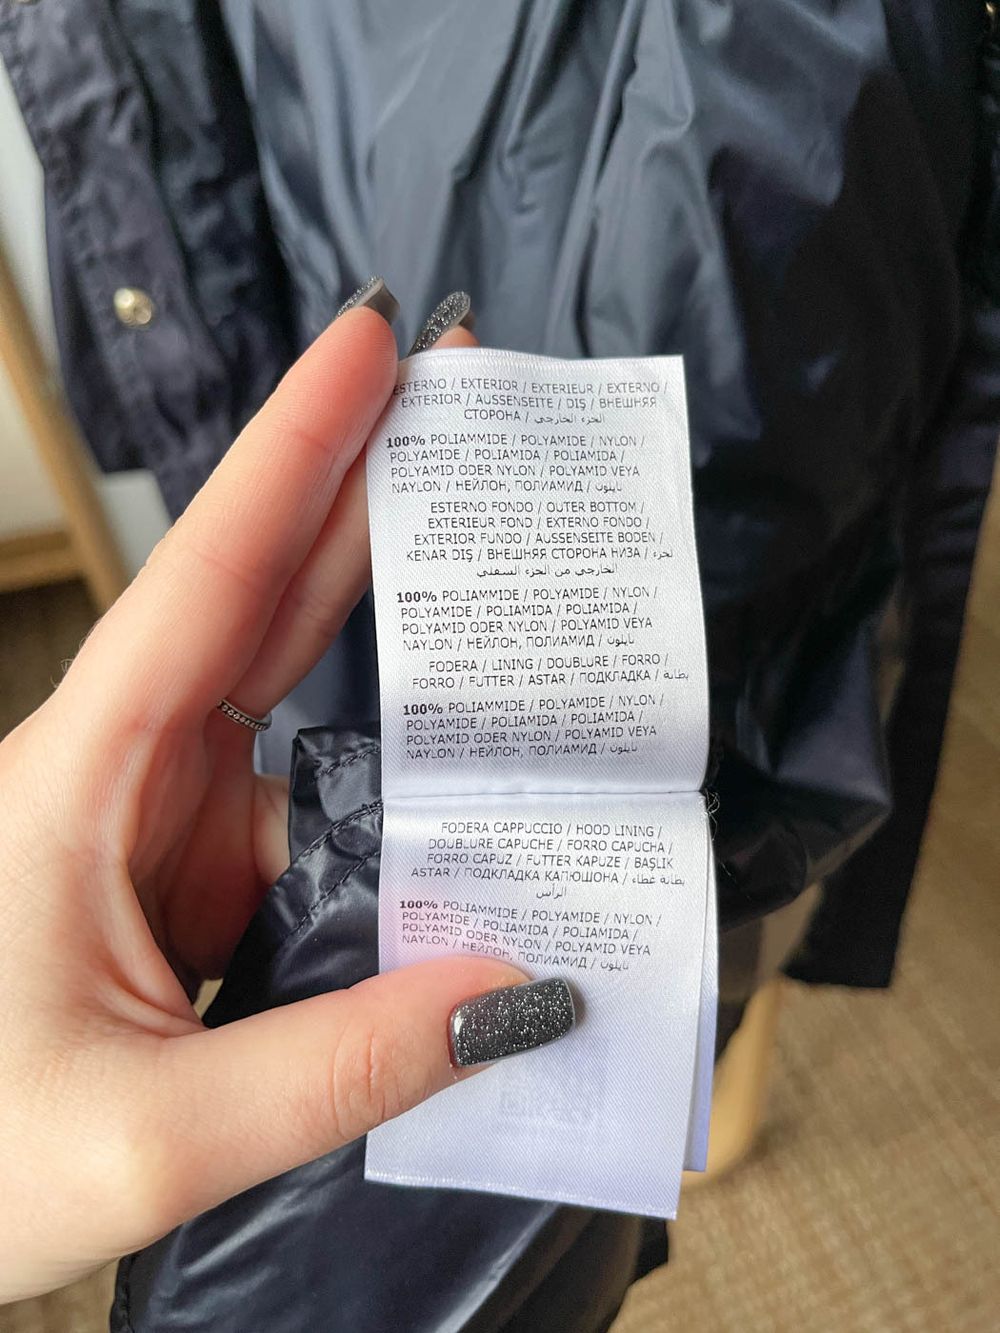 ESTERNO / EXTERIOR / EXTERIEUR / EXTERNO /
EXTERIOR / AUSSENSEITE / DIŞ / ВНЕШНЯЯ
СТОРОНА / الجزء الخارجي
100% POLIAMMIDE / POLYAMIDE / NYLON /
POLYAMIDE / POLIAMIDA / POLIAMIDA /
POLYAMID ODER NYLON / POLYAMID VEYA
NAYLON / НЕЙЛОН, ПОЛИАМИД / نايلون
ESTERNO FONDO / OUTER BOTTOM /
EXTERIEUR FOND / EXTERNO FONDO /
EXTERIOR FUNDO / AUSSENSEITE BODEN /
KENAR DIŞ / ВНЕШНЯЯ СТОРОНА НИЗА / الجزء
الخارجي من الجزء السفلي
100% POLIAMMIDE / POLYAMIDE / NYLON /
POLYAMIDE / POLIAMIDA / POLIAMIDA /
POLYAMID ODER NYLON / POLYAMID VEYA
NAYLON / НЕЙЛОН, ПОЛИАМИД / نايلون
FODERA / LINING / DOUBLURE / FORRO /
FORRO / FUTTER / ASTAR / ПОДКЛАДКА / بطانة
100% POLIAMMIDE / POLYAMIDE / NYLON /
POLYAMIDE / POLIAMIDA / POLIAMIDA /
POLYAMID ODER NYLON / POLYAMID VEYA
NAYLON / НЕЙЛОН, ПОЛИАМИД / نايلون
FODERA CAPPUCCIO / HOOD LINING /
DOUBLURE CAPUCHE / FORRO CAPUCHA /
FORRO CAPUZ / FUTTER KAPUZE / BAŞLIK
ASTAR / ПОДКЛАДКА КАПЮШОНА / بطانة غطاء
الرأس
100% POLIAMMIDE / POLYAMIDE / NYLON /
POLYAMIDE / POLIAMIDA / POLIAMIDA /
POLYAMID ODER NYLON / POLYAMID VEYA
NAYLON / НЕЙЛОН, ПОЛИАМИД / نايلون